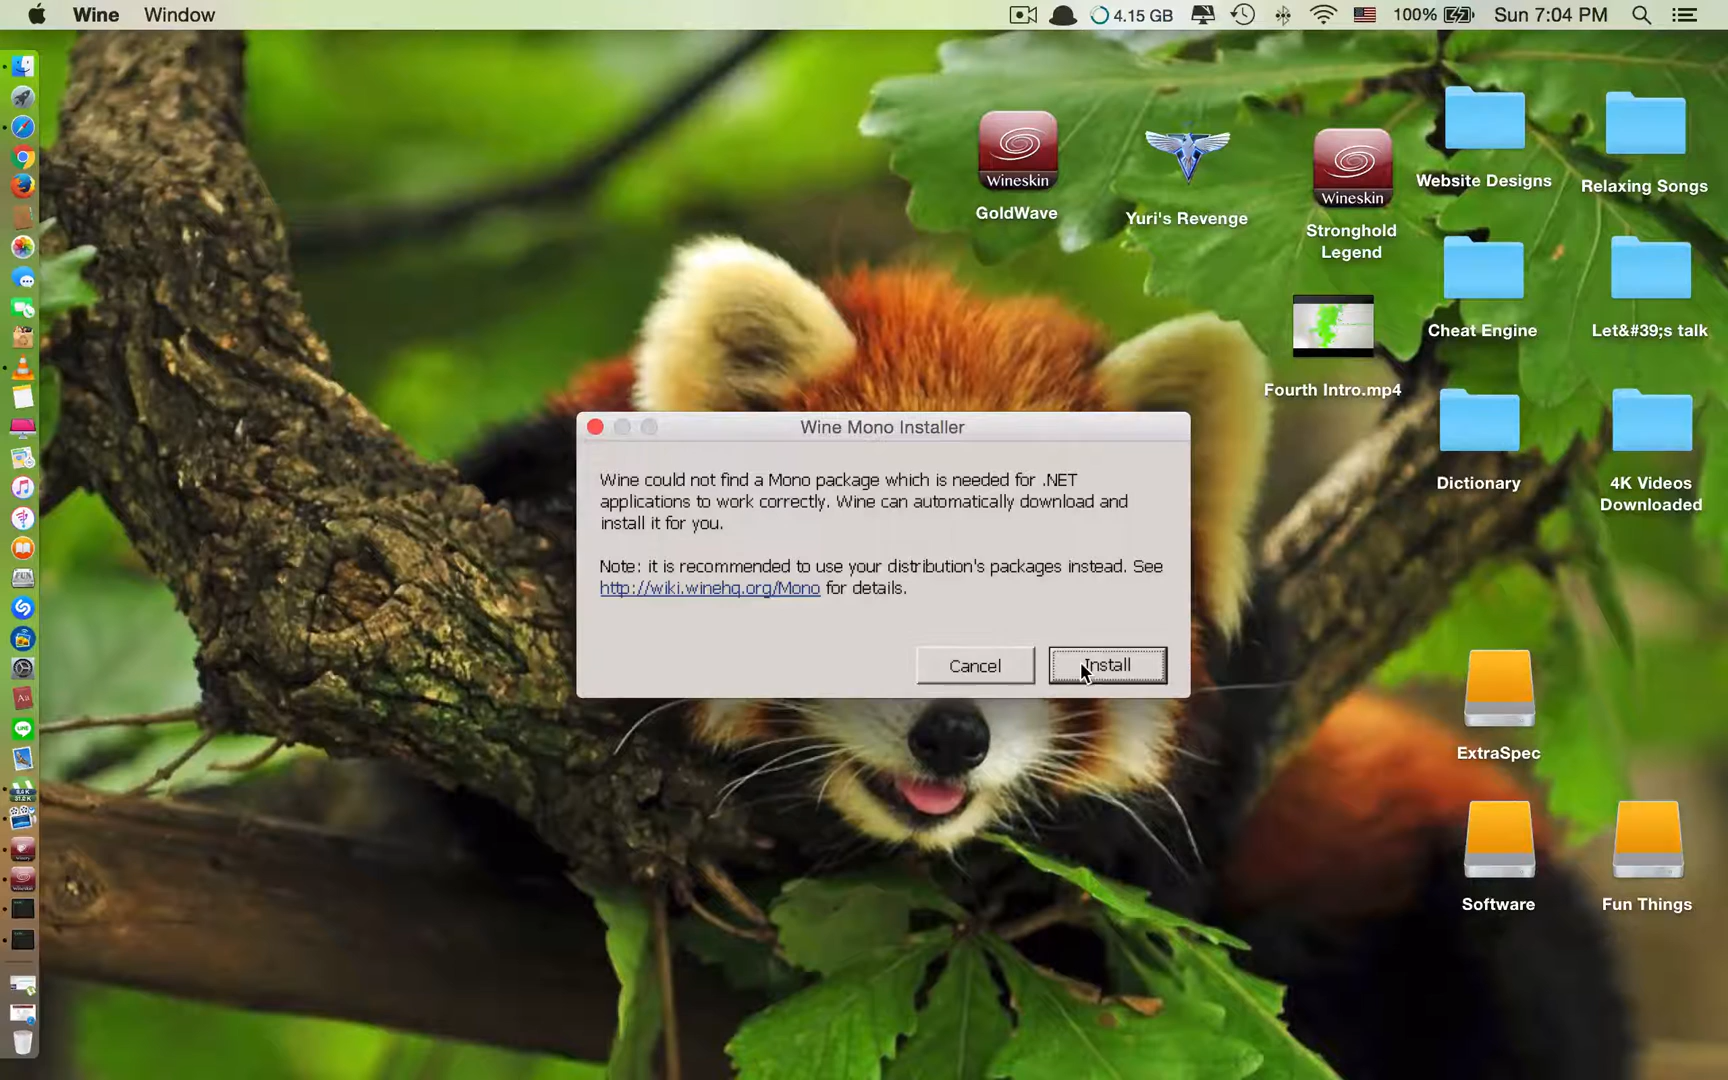 Wine Window 4.15 GB 100% Sun 7:04 PM
Wineskin
GoldWave
Yuri's Revenge
Wineskin
Stronghold
Legend
Website Designs
Relaxing Songs
Fourth Intro.mp4
Cheat Engine
Let&#39;s talk
Dictionary
4K Videos
Downloaded
Wine Mono Installer
Wine could not find a Mono package which is needed for .NET
applications to work correctly. Wine can automatically download and
install it for you.
Note: it is recommended to use your distribution's packages instead. See
http://wiki.winehq.org/Mono for details.
Cancel
Install
ExtraSpec
Software
Fun Things